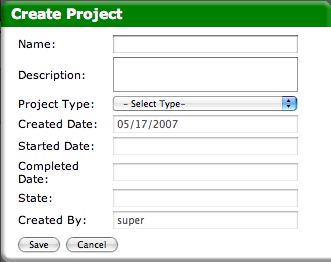 Create Project
Name:
Description:
Project Type: - Select Type-
Created Date: 05/17/2007
Started Date:
Completed
Date:
State:
Created By: super
Save Cancel